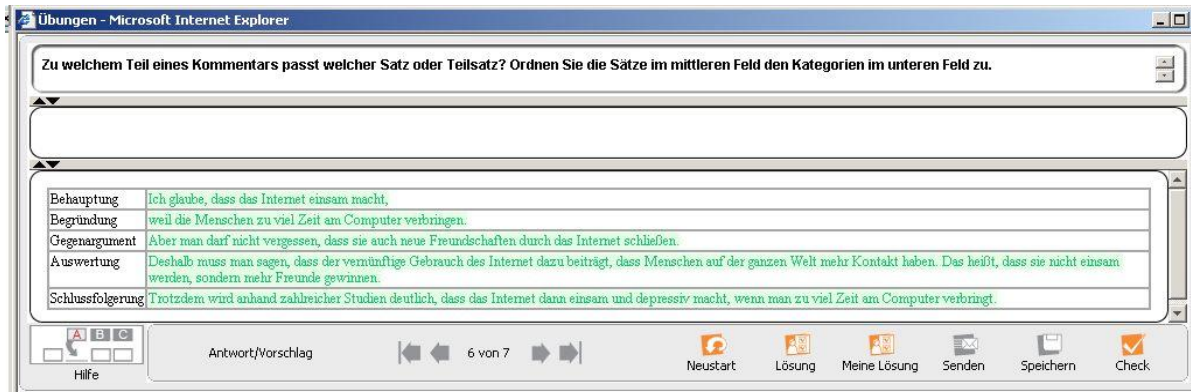 Übungen - Microsoft Internet Explorer
Zu welchem Teil eines Kommentars passt welcher Satz oder Teilsatz? Ordnen Sie die Sätze im mittleren Feld den Kategorien im unteren Feld zu.
Behauptung Ich glaube, dass das Internet einsam macht,
Begründung weil die Menschen zu viel Zeit am Computer verbringen.
Gegenargument Aber man darf nicht vergessen, dass sie auch neue Freundschaften durch das Internet schließen.
Auswertung Deshalb muss man sagen, dass der vernünftige Gebrauch des Internet dazu beiträgt, dass Menschen auf der ganzen Welt mehr Kontakt haben. Das heißt, dass sie nicht einsam
werden, sondern mehr Freunde gewinnen.
Schlussfolgerung Trotzdem wird anhand zahlreicher Studien deutlich, dass das Internet dann einsam und depressiv macht, wenn man zu viel Zeit am Computer verbringt.
A B C
Hilfe
Antwort/Vorschlag
6 von 7
Neustart Lösung Meine Lösung Senden Speichern Check